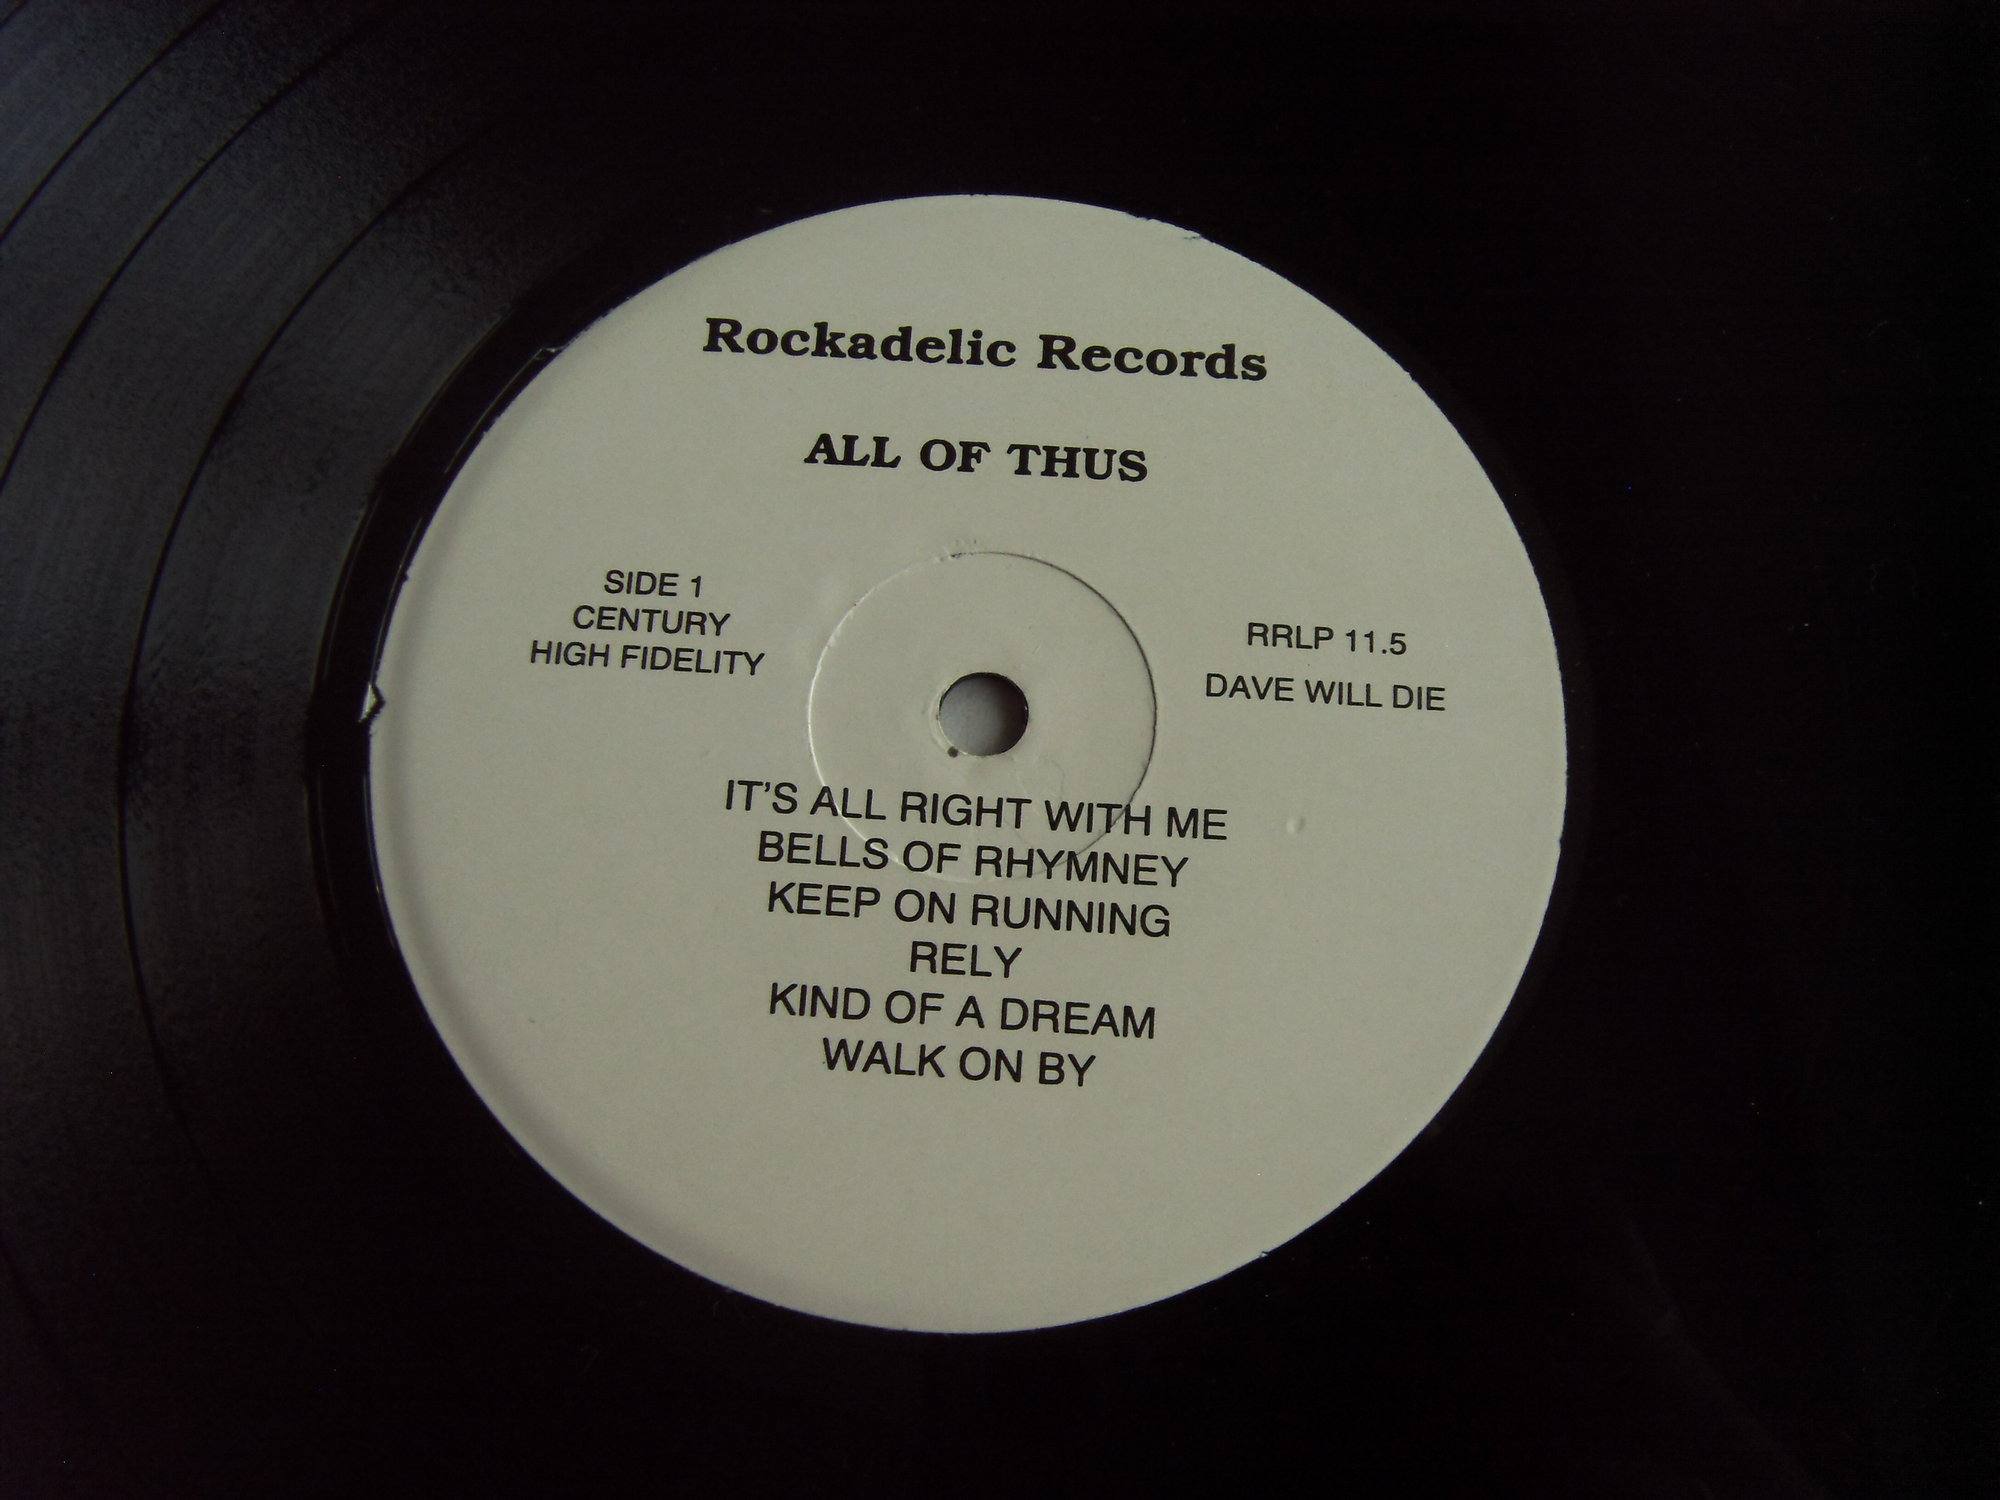 Rockadelic Records
ALL OF THUS
SIDE 1
CENTURY
HIGH FIDELITY
RRLP 11.5
DAVE WILL DIE
IT'S ALL RIGHT WITH ME
BELLS OF RHYMNEY
KEEP ON RUNNING
RELY
KIND OF A DREAM
WALK ON BY